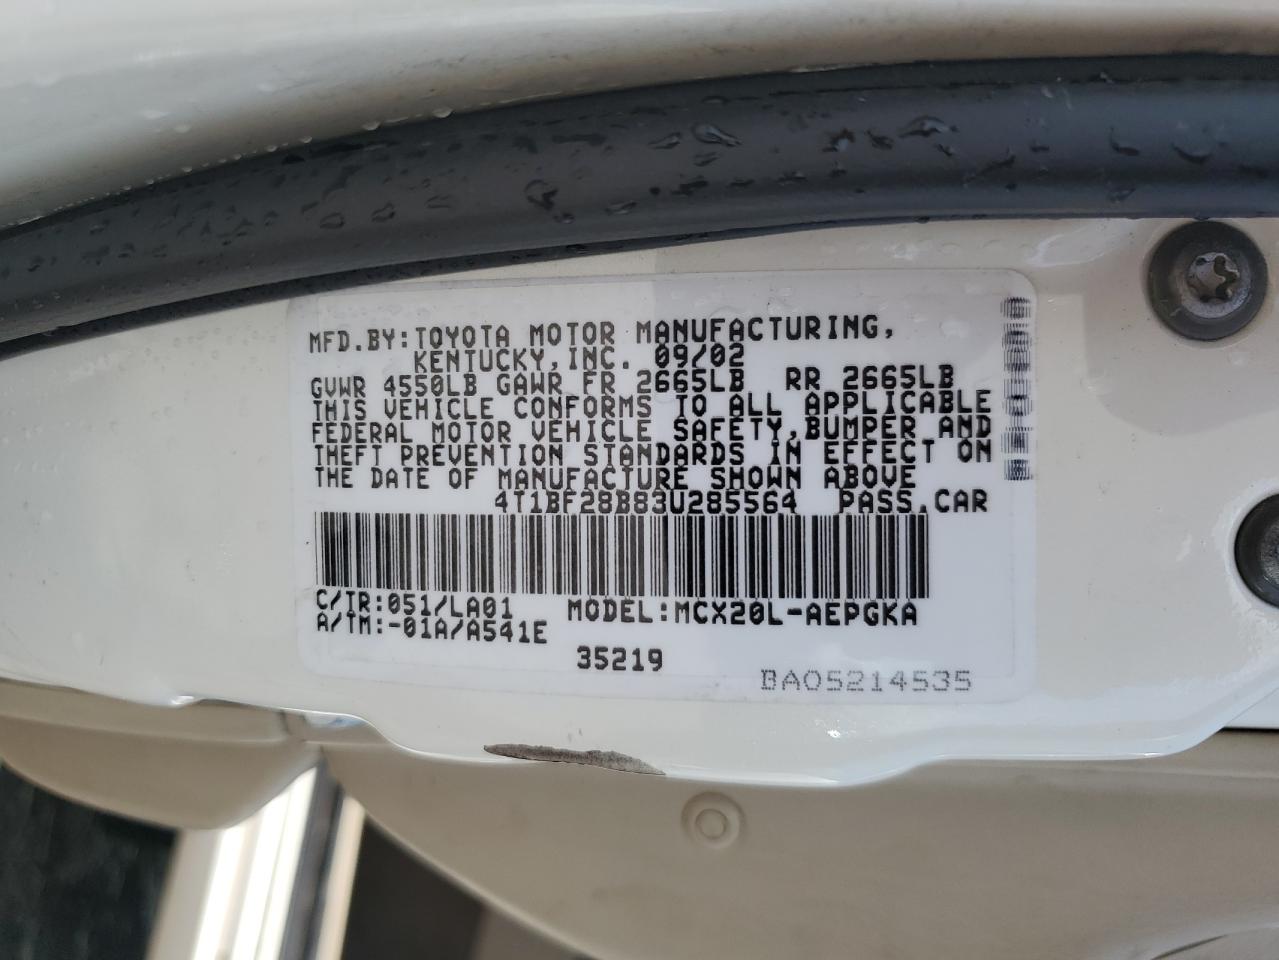 MFD.BY:TOYOTA MOTOR MANUFACTURING,
KENTUCKY,INC. 09/02
GVWR 4550LB GAWR FR 2665LB RR 2665LB
THIS VEHICLE CONFORMS TO ALL APPLICABLE
FEDERAL MOTOR VEHICLE SAFETY,BUMPER AND
THEFT PREVENTION STANDARDS IN EFFECT ON
THE DATE OF MANUFACTURE SHOWN ABOVE
4T1BF28B83U285564 PASS.CAR
C/TR:051/LA01 MODEL:MCX20L-AEPGKA
A/TM:-01A/A541E
35219
BA05214535